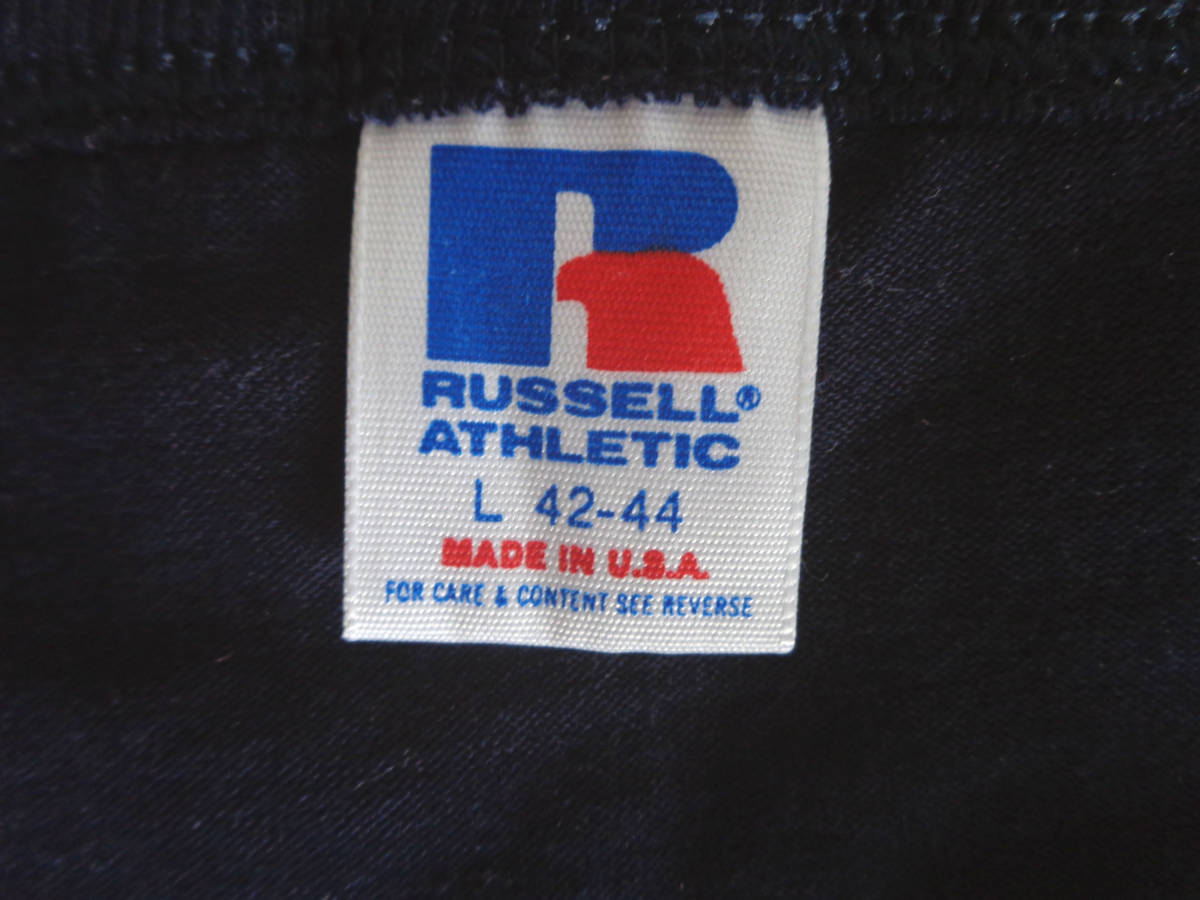 R
RUSSELL®
ATHLETIC
L 42-44
MADE IN U.S.A.
FOR CARE & CONTENT SEE REVERSE